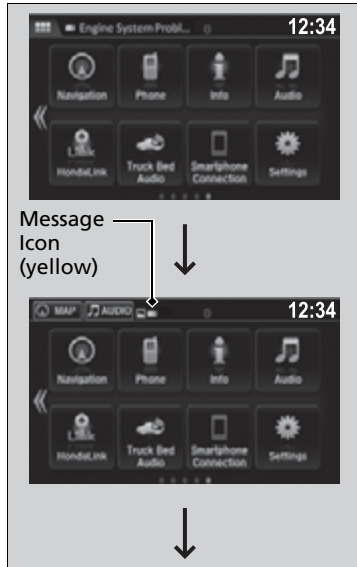 Engine System Probl...
12:34
Navigation
Phone
Info
Audio
HondaLink
Truck Bed
Audio
Smartphone
Connection
Settings
Message
Icon
(yellow)
MAP
AUDIO
12:34
Navigation
Phone
Info
Audio
HondaLink
Truck Bed
Audio
Smartphone
Connection
Settings